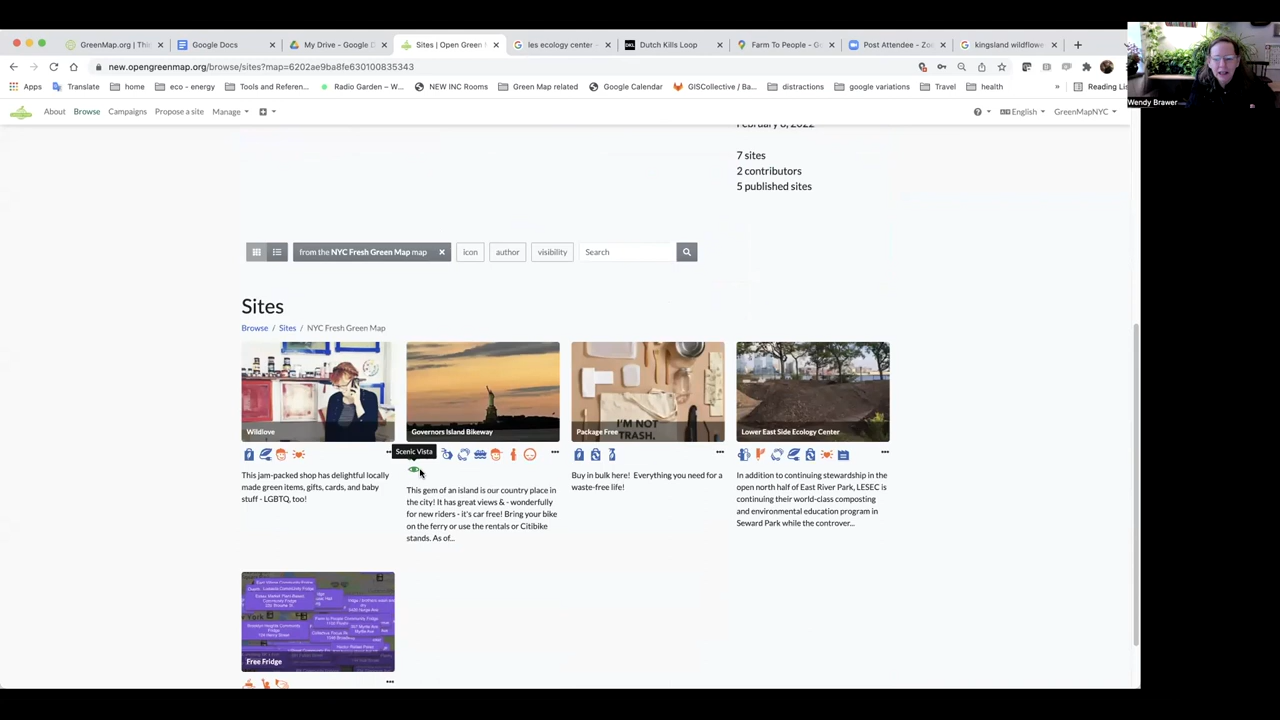 GreenMap.org | Thi
Google Docs
My Drive - Google D
Sites | Open Green
les ecology center -
Dutch Kills Loop
Farm To People - Go
Post Attendee - Zoo
kingsland wildflowe
new.opengreenmap.org/browse/sites?map=6202ae9ba8fe630100835343
Apps
Translate
home
eco - energy
Tools and Referen...
Radio Garden – W...
NEW INC Rooms
Green Map related
Google Calendar
GISCollective / Ba...
distractions
google variations
Travel
health
Reading Lis
Wendy Brawer
About
Browse
Campaigns
Propose a site
Manage
English
GreenMapNYC
February 8, 2022
7 sites
2 contributors
5 published sites
from the NYC Fresh Green Map map
icon
author
visibility
Search
Sites
Browse / Sites / NYC Fresh Green Map
Wildlove
Governors Island Bikeway
I'M NOT
TRASH.
Package Free
Lower East Side Ecology Center
Scenic Vista
This jam-packed shop has delightful locally
made green items, gifts, cards, and baby
stuff - LGBTQ, too!
This gem of an island is our country place in
the city! It has great views & - wonderfully
for new riders - it's car free! Bring your bike
on the ferry or use the rentals or Citibike
stands. As of...
Buy in bulk here! Everything you need for a
waste-free life!
In addition to continuing stewardship in the
open north half of East River Park, LESEC is
continuing their world-class composting
and environmental education program in
Seward Park while the controver...
Free Fridge